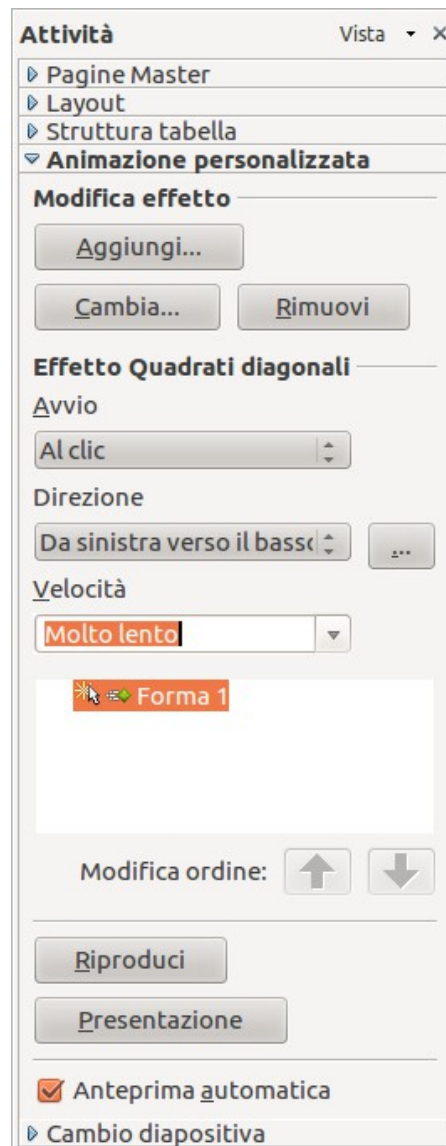 Attività Vista
Pagine Master
Layout
Struttura tabella
Animazione personalizzata
Modifica effetto
Aggiungi...
Cambia... Rimuovi
Effetto Quadrati diagonali
Avvio
Al clic
Direzione
Da sinistra verso il basso ...
Velocità
Molto lento
Forma 1
Modifica ordine:
Riproduci
Presentazione
Anteprima automatica
Cambio diapositiva